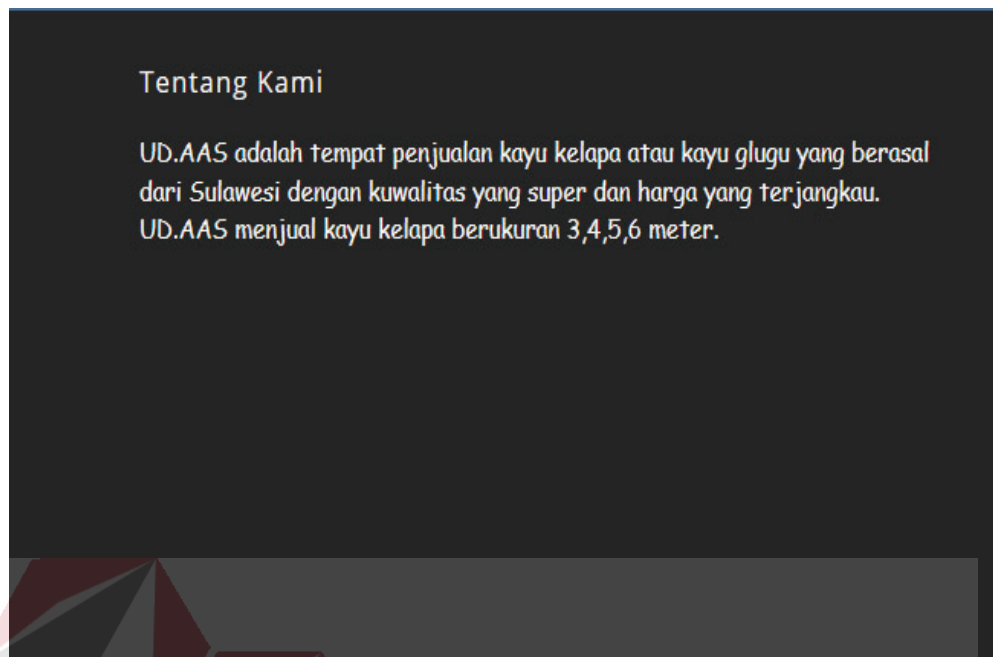 Tentang Kami
UD.AAS adalah tempat penjualan kayu kelapa atau kayu glugu yang berasal
dari Sulawesi dengan kuwalitas yang super dan harga yang terjangkau.
UD.AAS menjual kayu kelapa berukuran 3,4,5,6 meter.